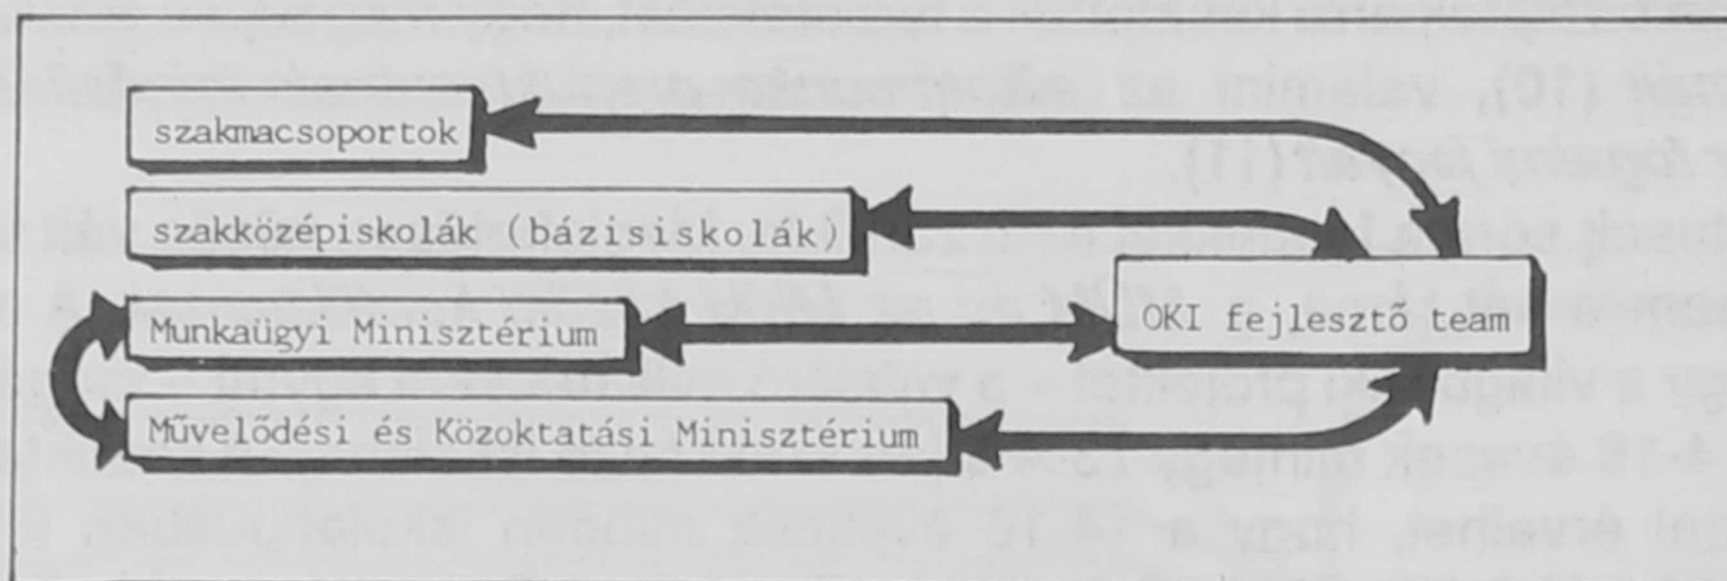 szakmacsoportok
szakközépiskolák (bázisiskolák)
Munkaügyi Minisztérium
OKI fejlesztő team
Művelődési és Közoktatási Minisztérium